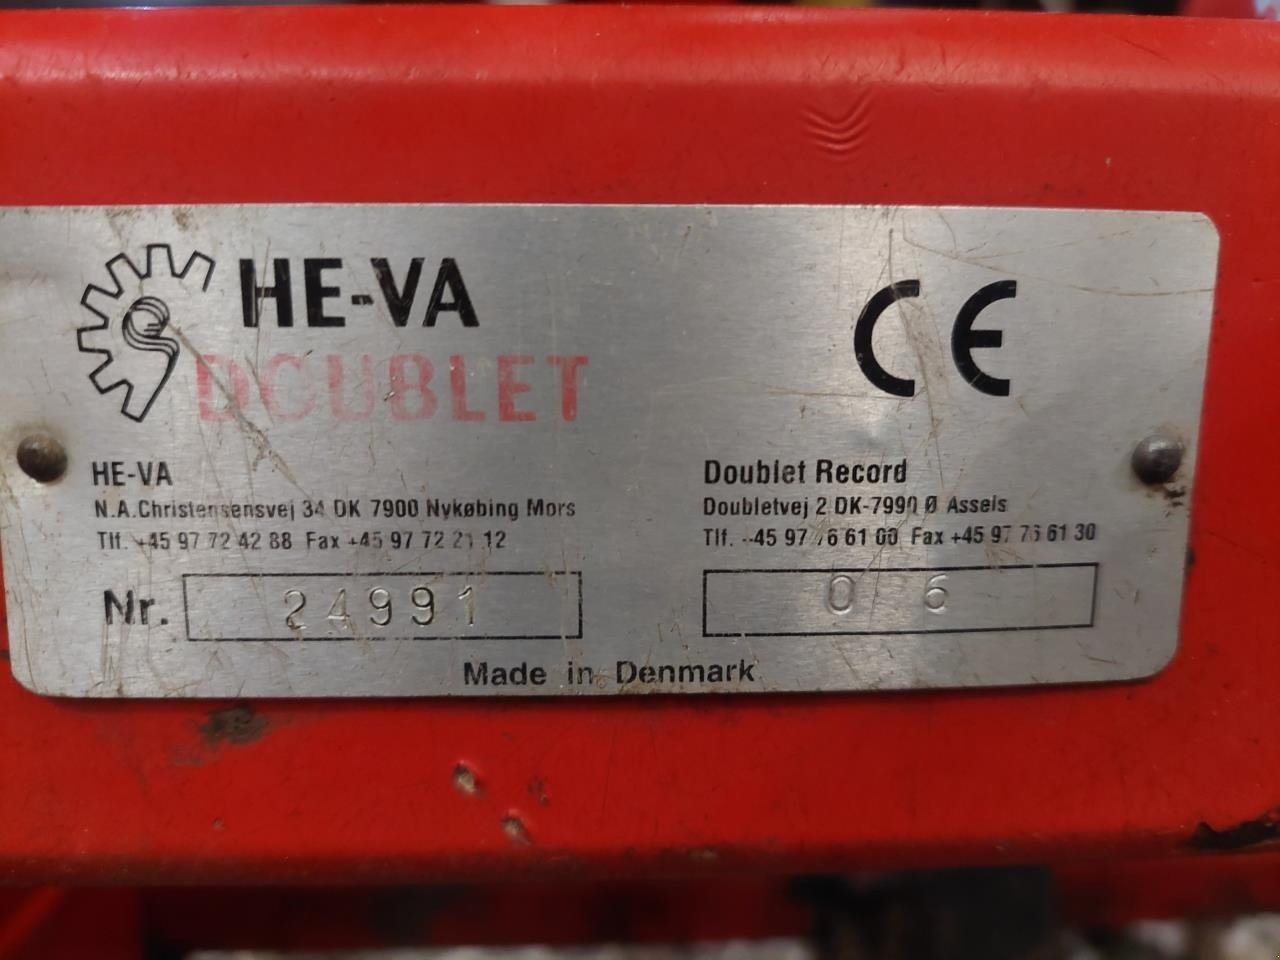 HE-VA
DOUBLET
CE
HE-VA
N.A.Christensensvej 34 DK 7900 Nykøbing Mors
Tlf. +45 97 72 42 88 Fax +45 97 72 21 12
Doublet Record
Doubletvej 2 DK-7990 Ø Assels
Tlf. +45 97 76 61 00 Fax +45 97 76 61 30
Nr. 24991
06
Made in Denmark